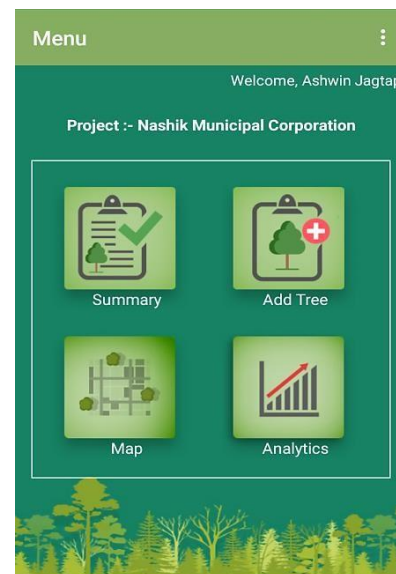 Menu
Welcome, Ashwin Jagtap
Project :- Nashik Municipal Corporation
Summary
Add Tree
Map
Analytics